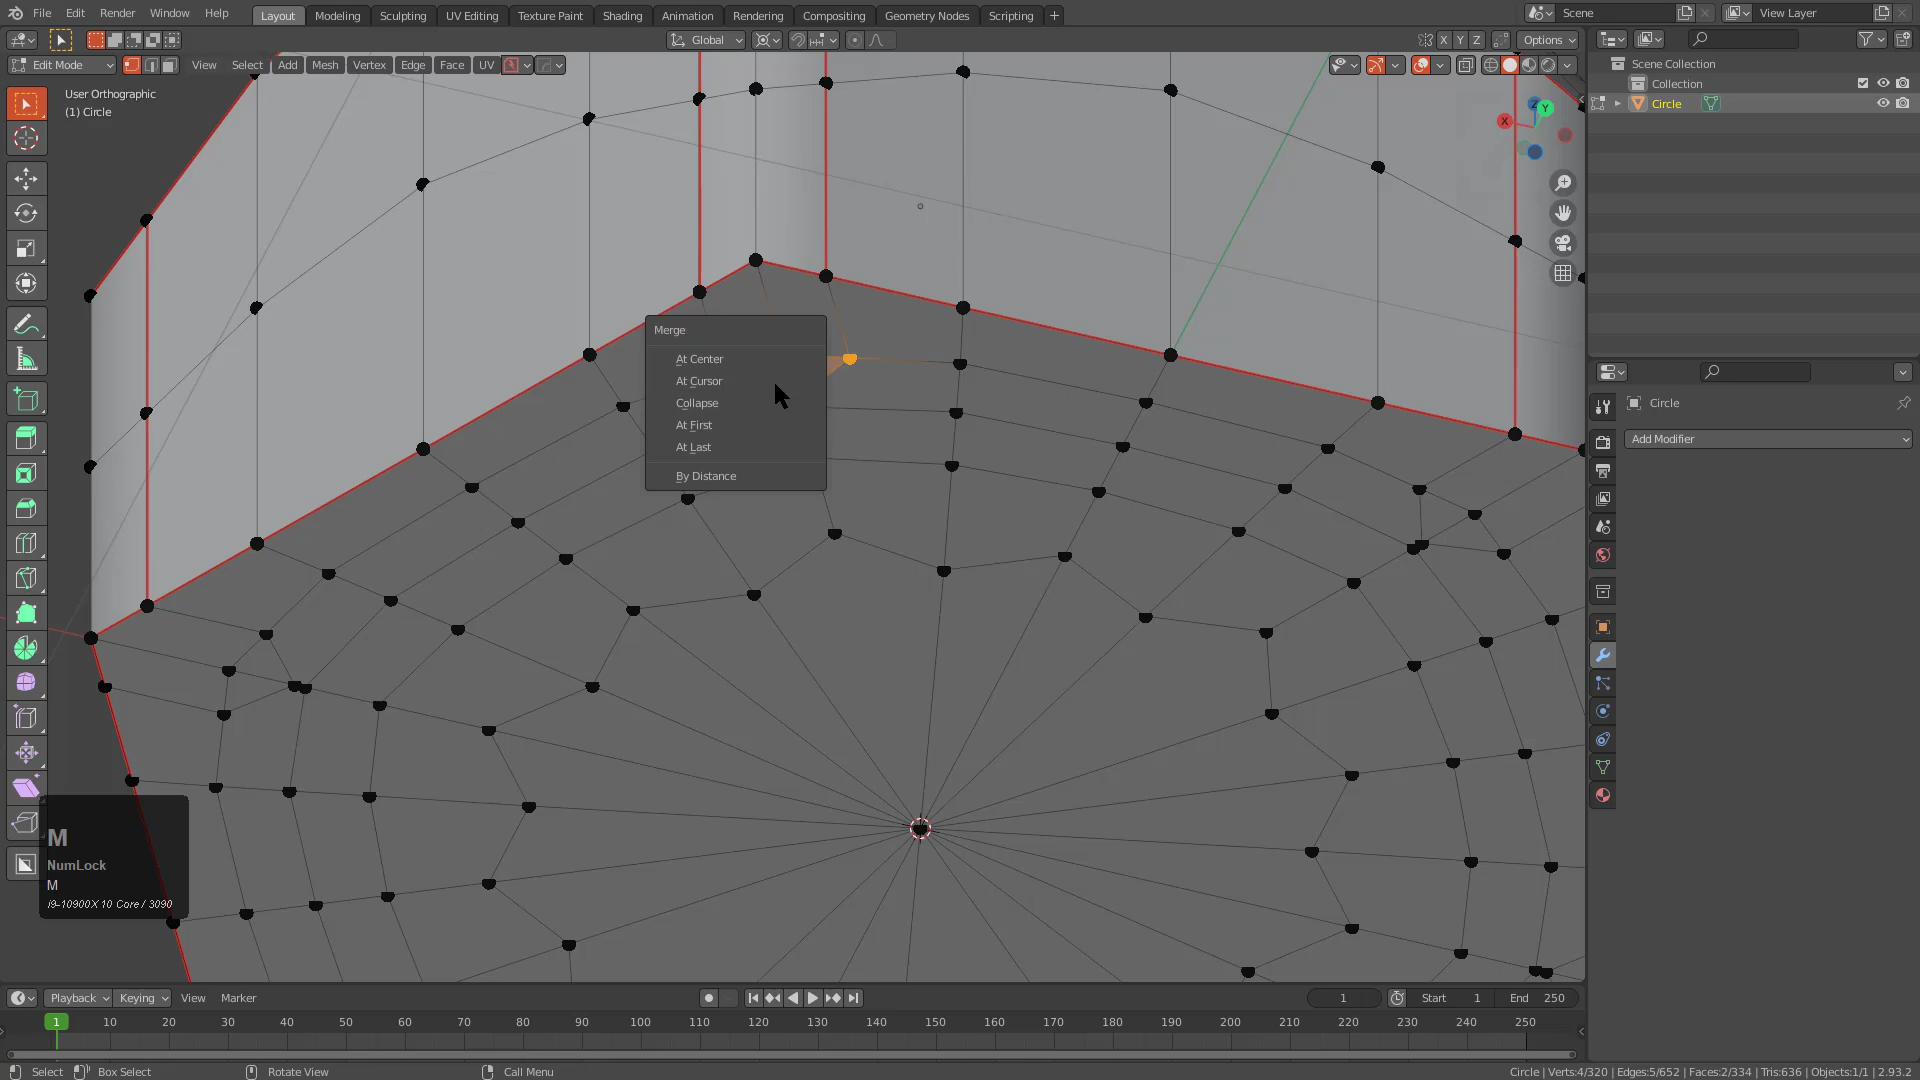 File Edit Render Window Help Layout Modeling Sculpting UV Editing Texture Paint Shading Animation Rendering Compositing Geometry Nodes Scripting + Scene View Layer
Global X Y Z Options
Edit Mode View Select Add Mesh Vertex Edge Face UV
Scene Collection
Collection
Circle
User Orthographic
(1) Circle
Z
Y
X
Merge
At Center
At Cursor
Collapse
At First
At Last
By Distance
Circle
Add Modifier
M
NumLock
M
i9-10900X 10 Core / 3090
Playback Keying View Marker 1 Start 1 End 250
1 10 20 30 40 50 60 70 80 90 100 110 120 130 140 150 160 170 180 190 200 210 220 230 240 250
Select Box Select Rotate View Call Menu Circle | Verts:4/320 | Edges:5/652 | Faces:2/334 | Tris:636 | Objects:1/1 | 2.93.2